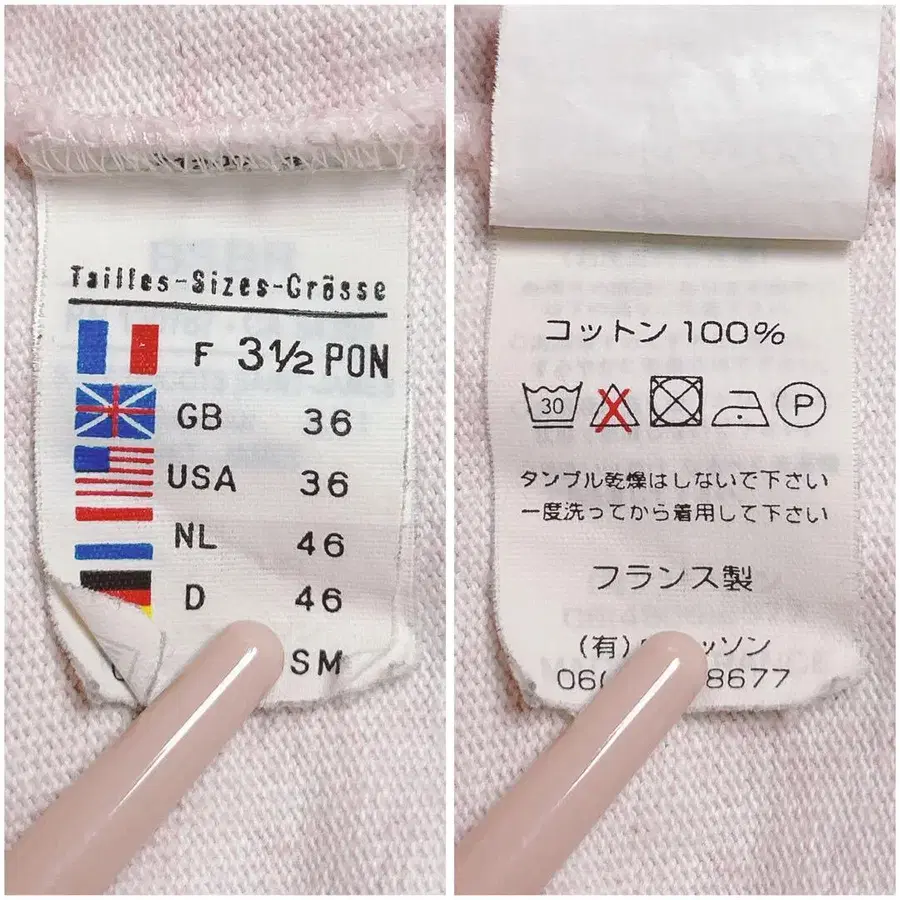 Tailles-Sizes-Grösse
F 3½ PON
GB 36
USA 36
NL 46
D 46
SM
コットン 100%
30 P
タンブル乾燥はしないで下さい
一度洗ってから着用して下さい
フランス製
(有) ッソン
06( 8677